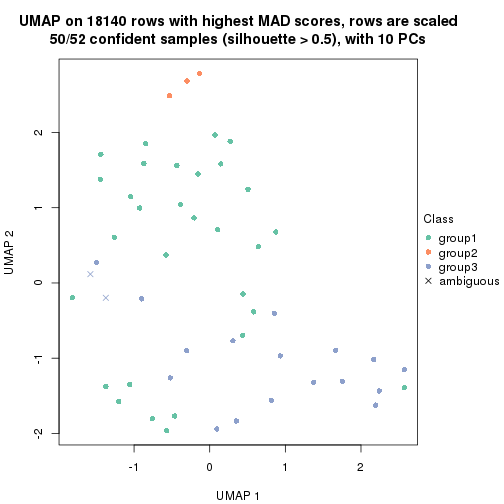 UMAP on 18140 rows with highest MAD scores, rows are scaled
50/52 confident samples (silhouette > 0.5), with 10 PCs
2
1
0
-1
-2
UMAP 2
-1
0
1
2
UMAP 1
Class
group1
group2
group3
ambiguous